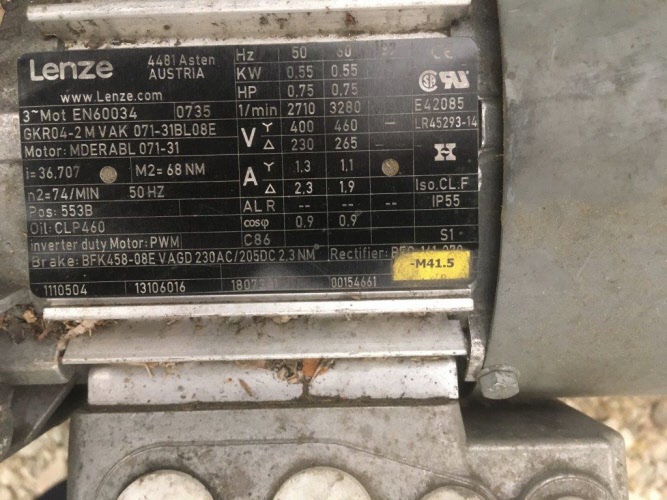 Lenze
4481 Asten
AUSTRIA
www.Lenze.com
3~Mot EN60034 0735
GKR04-2 M VAK 071-31BL08E
Motor: MDERABL 071-31
i=36,707 M2= 68 NM
n2=74/MIN 50 HZ
Pos: 553B
Oil: CLP460
inverter duty Motor: PWM C86
Brake: BFK458-08E VAGD 230AC/205DC 2.3NM Rectifier:
1110504 13106016 00154661
Hz 50 60
KW 0,55 0,55
HP 0,75 0,75
1/min 2710 3280
V Y 400 460 --
Δ 230 265
A Y 1.3 1.1
Δ 2.3 1.9
AL R -- -- --
cosφ 0.9 0.9
CE
E42085
LR45293-14
H
Iso.CL.F
IP55
S1
-M41.5